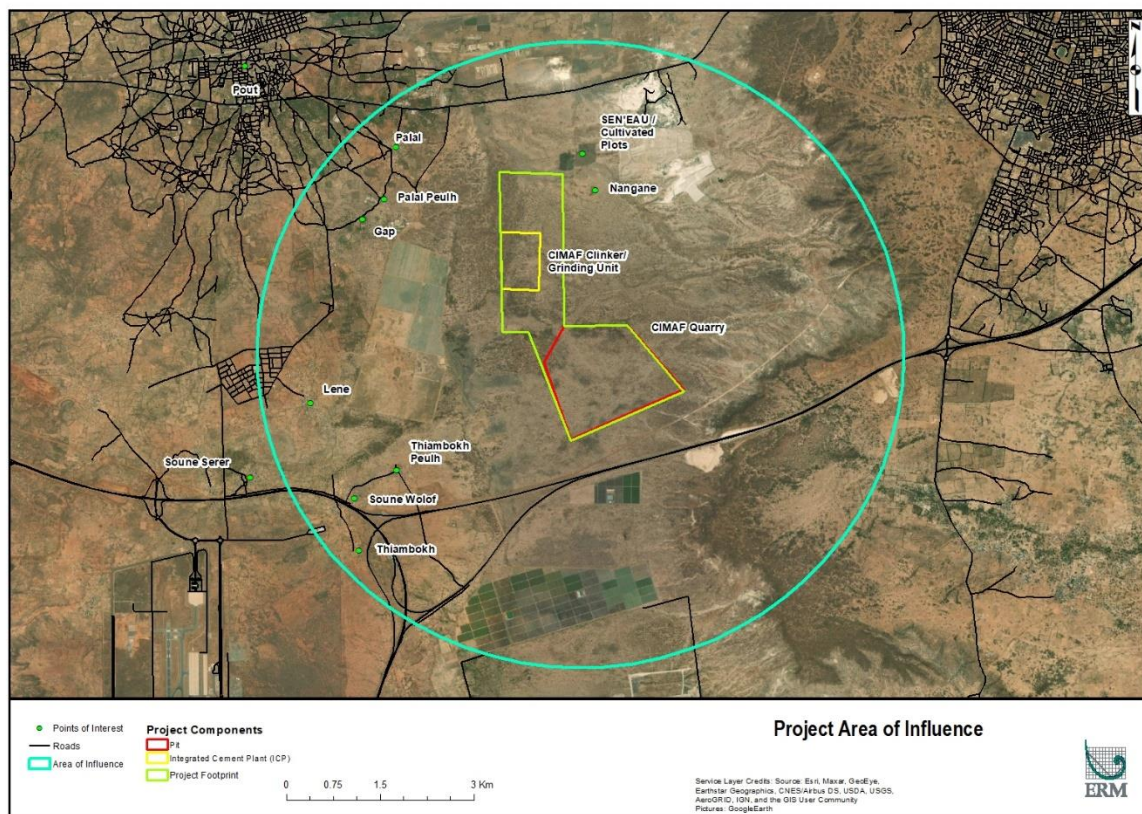 Pout
Palal
SEN'EAU /
Cultivated
Plots
Palal Peulh
Nangane
Gap
CIMAF Clinker/
Grinding Unit
CIMAF Quarry
Lene
Thiambokh
Peulh
Soune Serer
Soune Wolof
Thiambokh
Points of Interest
Roads
Area of Influence
Project Components
Pit
Integrated Cement Plant (ICP)
Project Footprint
0 0.75 1.5 3 Km
Project Area of Influence
Service Layer Credits: Source: Esri, Maxar, GeoEye,
Earthstar Geographics, CNES/Airbus DS, USDA, USGS,
AeroGRID, IGN, and the GIS User Community
Pictures: GoogleEarth
ERM